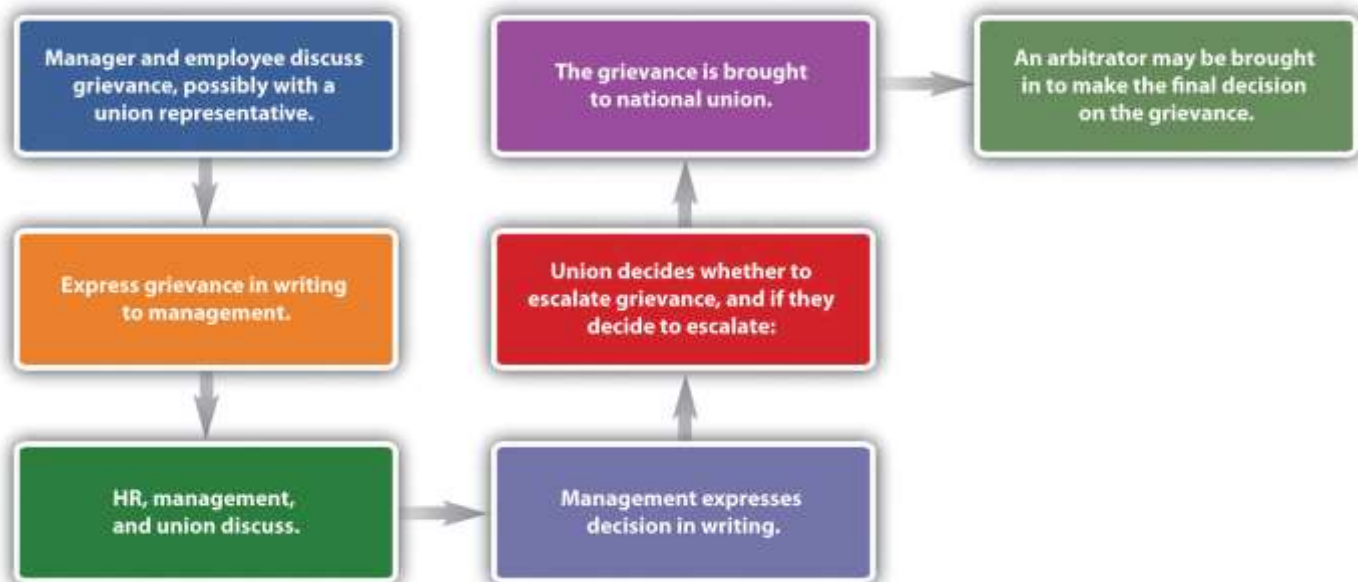 Manager and employee discuss
grievance, possibly with a
union representative.
Express grievance in writing
to management.
HR, management,
and union discuss.
Management expresses
decision in writing.
Union decides whether to
escalate grievance, and if they
decide to escalate:
The grievance is brought
to national union.
An arbitrator may be brought
in to make the final decision
on the grievance.